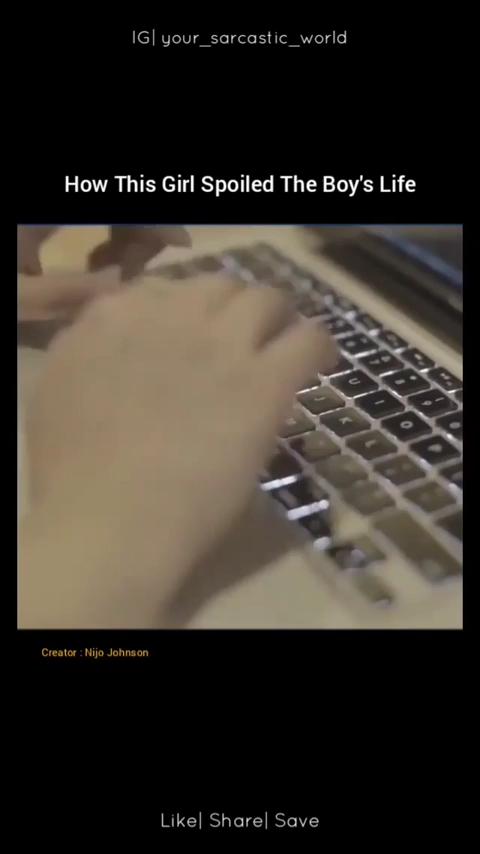 IG| your_sarcastic_world
How This Girl Spoiled The Boy's Life
Creator : Nijo Johnson
Like| Share| Save